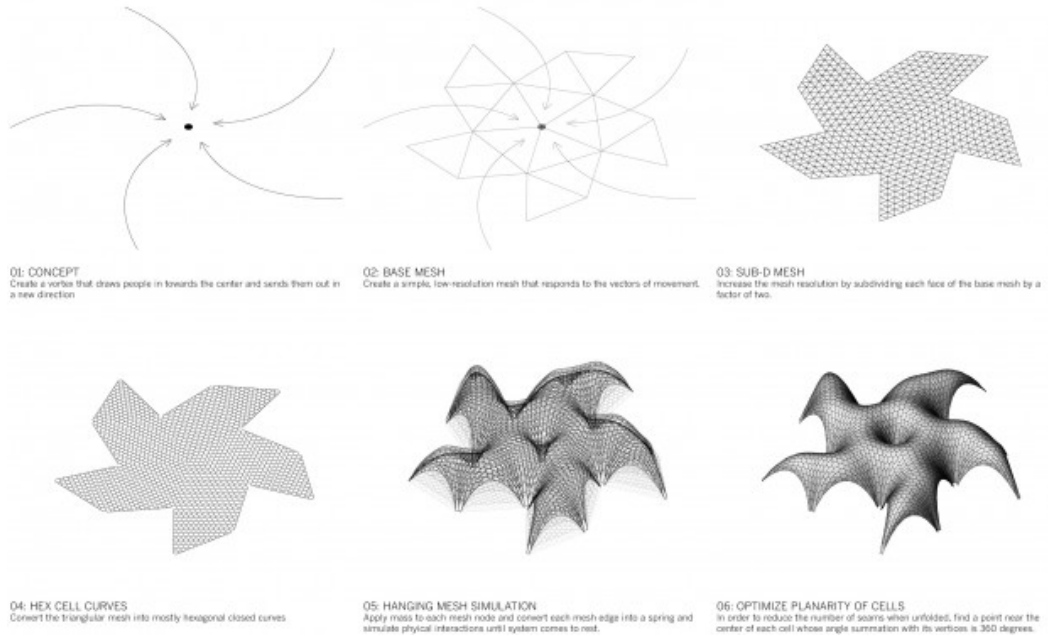 01: CONCEPT
Create a vortex that draws people in towards the center and sends them out in
a new direction
02: BASE MESH
Create a simple, low-resolution mesh that responds to the vectors of movement.
03: SUB-D MESH
Increase the mesh resolution by subdividing each face of the base mesh by a
factor of two.
04: HEX CELL CURVES
Convert the trianglular mesh into mostly hexagonal closed curves
05: HANGING MESH SIMULATION
Apply mass to each mesh node and convert each mesh edge into a spring and
simulate phyical interactions until system comes to rest.
06: OPTIMIZE PLANARITY OF CELLS
In order to reduce the number of seams when unfolded, find a point near the
center of each cell whose angle summation with its vertices is 360 degrees.